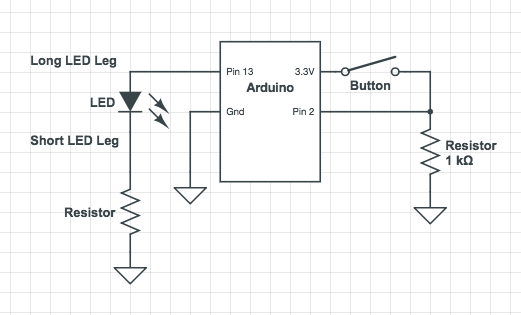 Long LED Leg
Pin 13
3.3V
Arduino
Button
LED
Gnd
Pin 2
Short LED Leg
Resistor
1 kΩ
Resistor